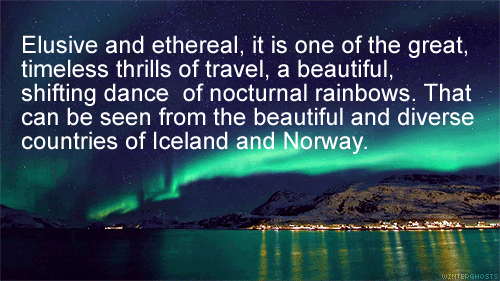 Elusive and ethereal, it is one of the great,
timeless thrills of travel, a beautiful,
shifting dance  of nocturnal rainbows. That
can be seen from the beautiful and diverse
countries of Iceland and Norway.
WINTERGHOSTS